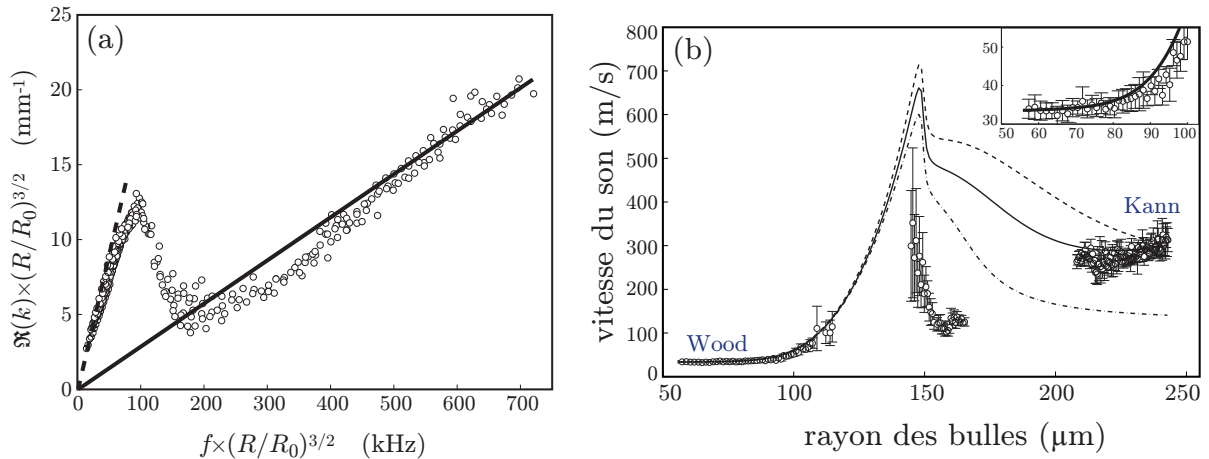 (a)
25
20
15
10
5
0
0 100 200 300 400 500 600 700
ℜ(k)×(R/R₀)^3/2 (mm⁻¹)
f×(R/R₀)^3/2 (kHz)
(b)
800
700
600
500
400
300
200
100
0
50 100 150 200 250
vitesse du son (m/s)
rayon des bulles (µm)
Wood
Kann
50
40
30
50 60 70 80 90 100